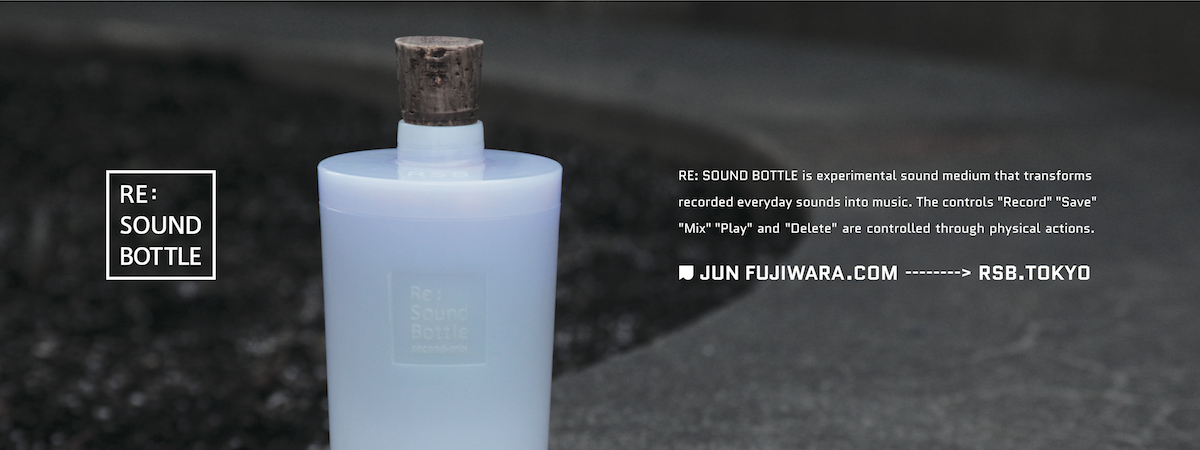 RE:
SOUND
BOTTLE
Re:
Sound
Bottle
RE: SOUND BOTTLE is experimental sound medium that transforms
recorded everyday sounds into music. The controls "Record" "Save"
"Mix" "Play" and "Delete" are controlled through physical actions.
JUN FUJIWARA.COM --------> RSB.TOKYO